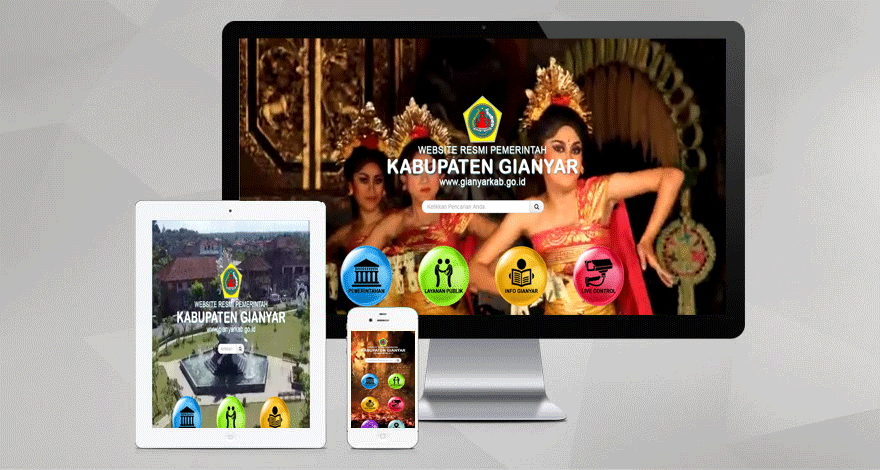 WEBSITE RESMI PEMERINTAH
KABUPATEN GIANYAR
www.gianyarkab.go.id
Ketikkan Pencarian Anda
PEMERINTAHAN
LAYANAN PUBLIK
INFO GIANYAR
LIVE CONTROL
WEBSITE RESMI PEMERINTAH
KABUPATEN GIANYAR
www.gianyarkab.go.id
KABUPATEN GIANYAR